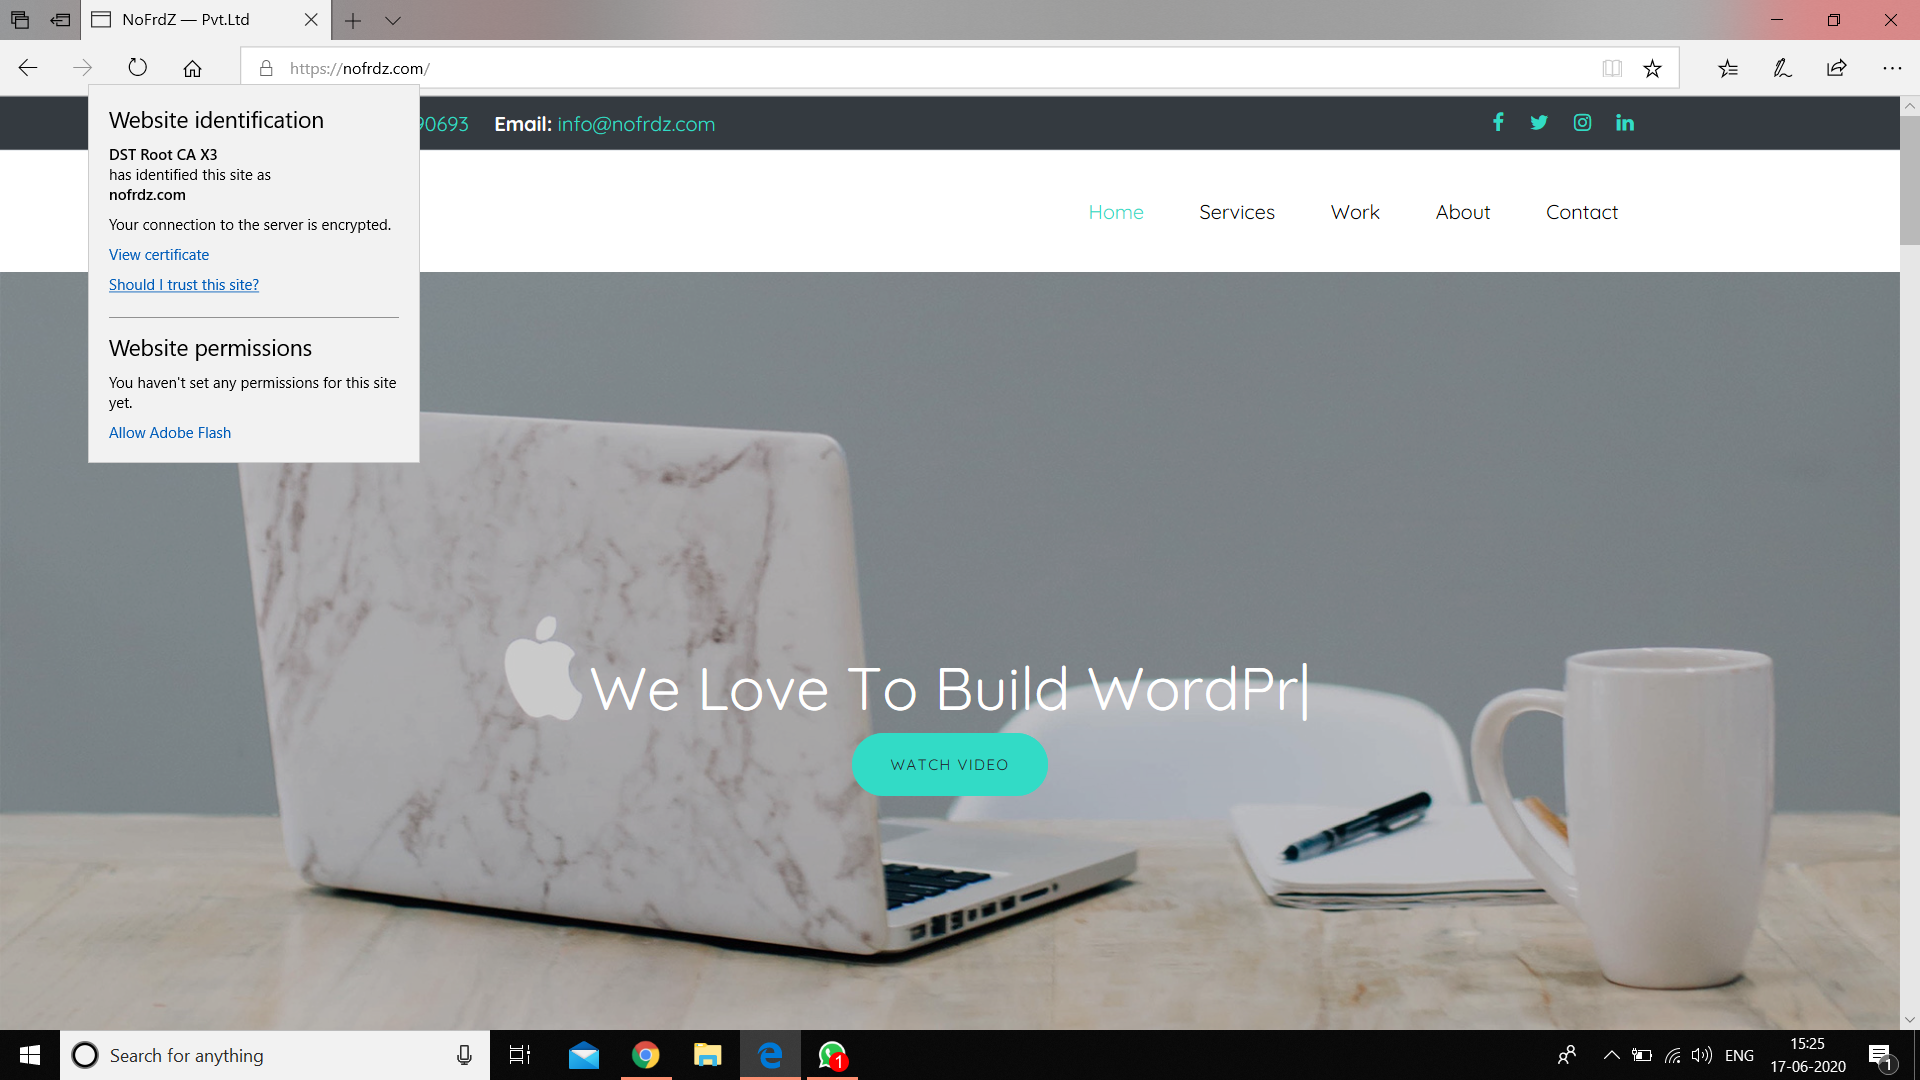 NoFrdZ — Pvt.Ltd
https://nofrdz.com/
Website identification
DST Root CA X3
has identified this site as
nofrdz.com
Your connection to the server is encrypted.
View certificate
Should I trust this site?
Website permissions
You haven't set any permissions for this site
yet.
Allow Adobe Flash
90693 Email: info@nofrdz.com
Home Services Work About Contact
We Love To Build WordPr|
WATCH VIDEO
Search for anything
1
ENG
15:25
17-06-2020
1